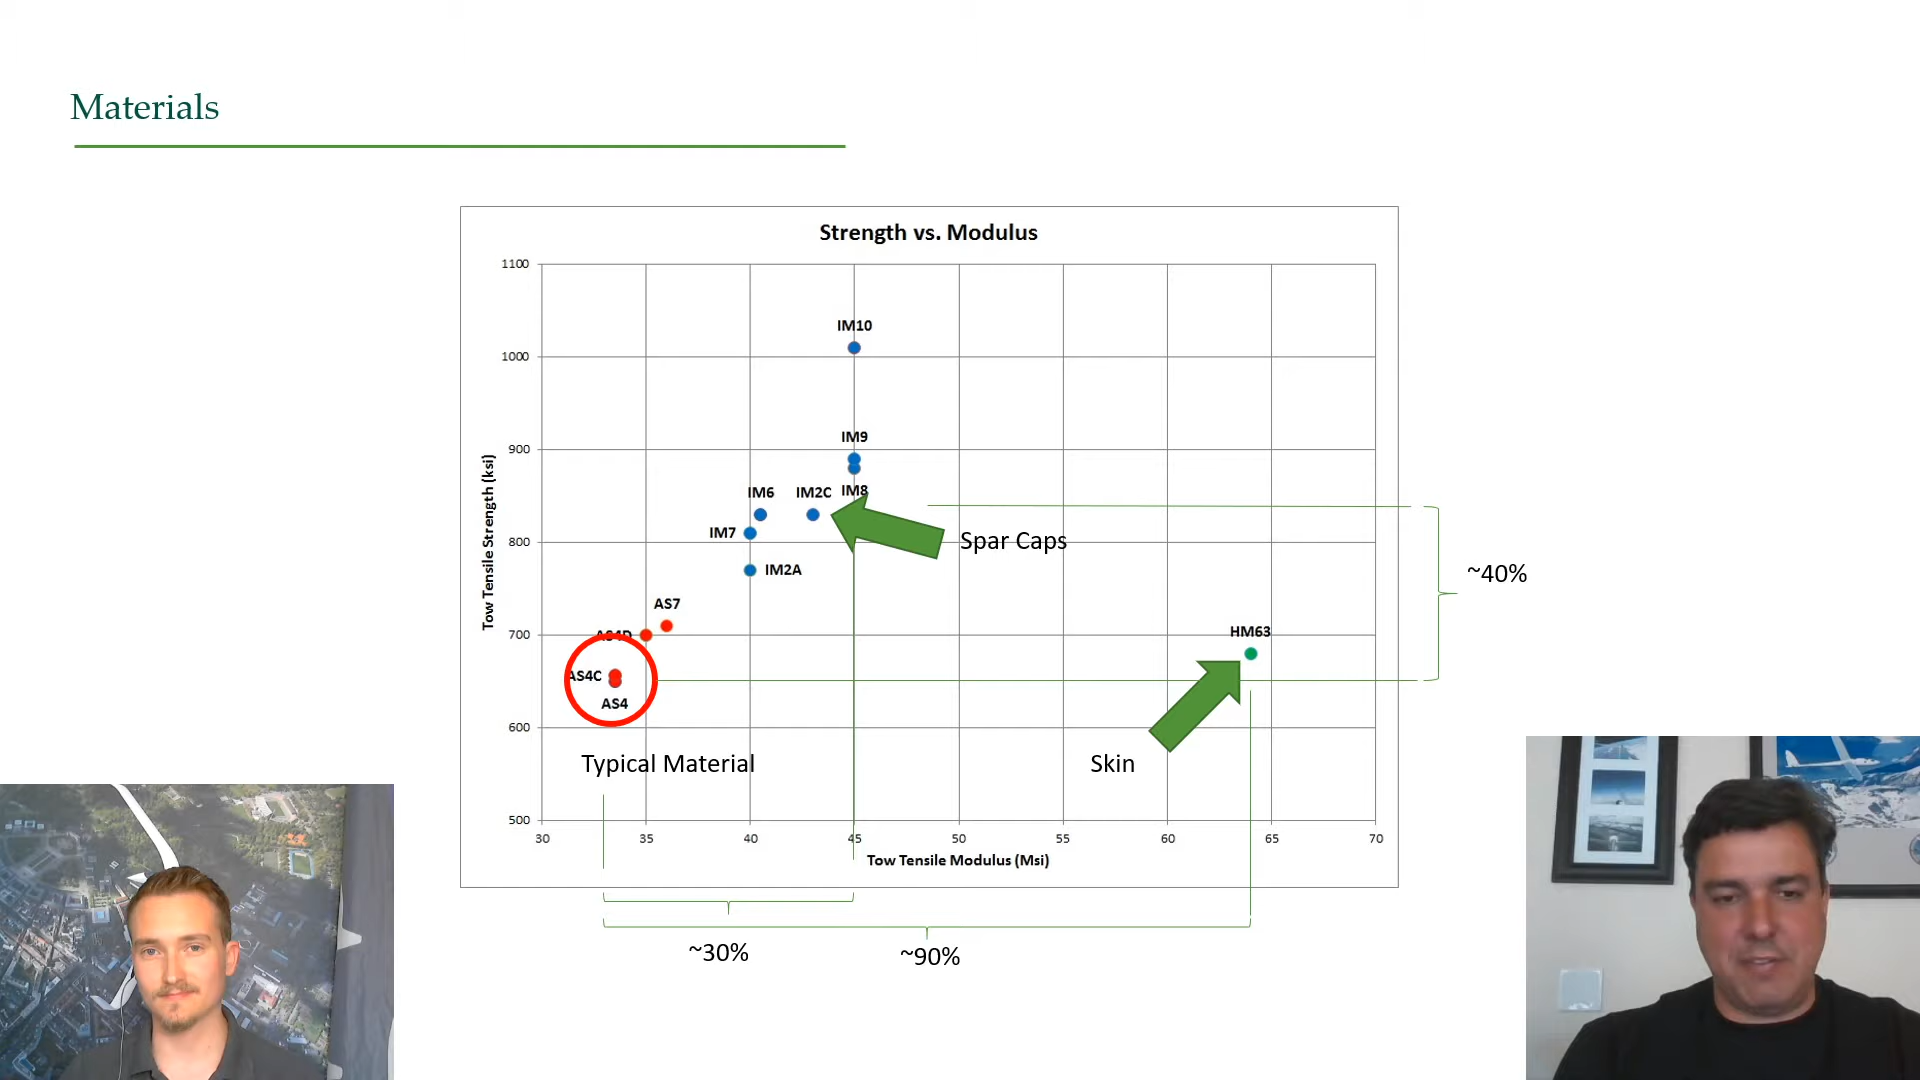 Materials
Strength vs. Modulus
1100
1000
900
800
700
600
500
Tow Tensile Strength (ksi)
IM10
IM9
IM6
IM2C
IM8
IM7
IM2A
Spar Caps
~40%
AS7
AS4D
HM63
AS4C
AS4
Typical Material
Skin
30
35
40
45
50
55
60
65
70
Tow Tensile Modulus (Msi)
~30%
~90%